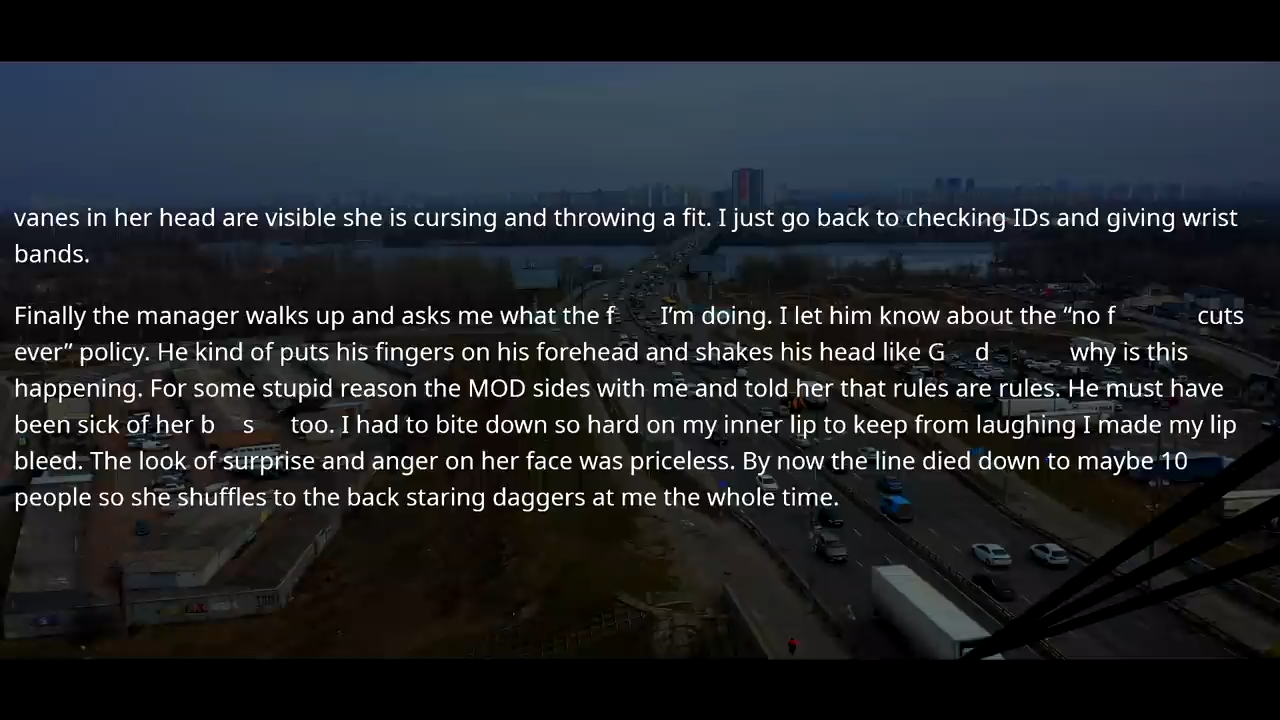 vanes in her head are visible she is cursing and throwing a fit. I just go back to checking IDs and giving wrist
bands.
Finally the manager walks up and asks me what the f I’m doing. I let him know about the “no f cuts
ever” policy. He kind of puts his fingers on his forehead and shakes his head like G d why is this
happening. For some stupid reason the MOD sides with me and told her that rules are rules. He must have
been sick of her b s too. I had to bite down so hard on my inner lip to keep from laughing I made my lip
bleed. The look of surprise and anger on her face was priceless. By now the line died down to maybe 10
people so she shuffles to the back staring daggers at me the whole time.